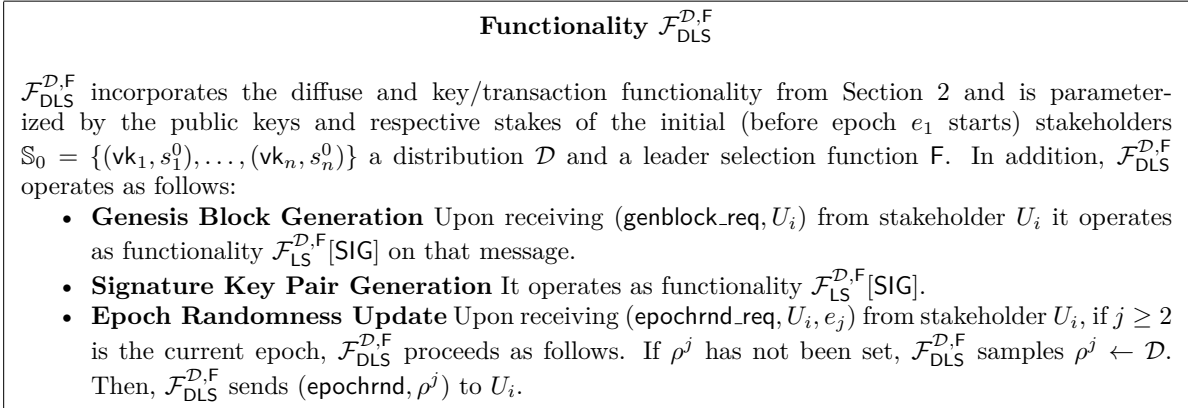 Functionality $\mathcal{F}_{\mathsf{DLS}}^{\mathcal{D},\mathsf{F}}$
$\mathcal{F}_{\mathsf{DLS}}^{\mathcal{D},\mathsf{F}}$ incorporates the diffuse and key/transaction functionality from Section 2 and is parameter-
ized by the public keys and respective stakes of the initial (before epoch $e_1$ starts) stakeholders
$\mathbb{S}_0 = \{(\mathsf{vk}_1, s_1^0), \ldots, (\mathsf{vk}_n, s_n^0)\}$ a distribution $\mathcal{D}$ and a leader selection function $\mathsf{F}$. In addition, $\mathcal{F}_{\mathsf{DLS}}^{\mathcal{D},\mathsf{F}}$
operates as follows:
• Genesis Block Generation Upon receiving (genblock_req, $U_i$) from stakeholder $U_i$ it operates
as functionality $\mathcal{F}_{\mathsf{LS}}^{\mathcal{D},\mathsf{F}}[\mathsf{SIG}]$ on that message.
• Signature Key Pair Generation It operates as functionality $\mathcal{F}_{\mathsf{LS}}^{\mathcal{D},\mathsf{F}}[\mathsf{SIG}]$.
• Epoch Randomness Update Upon receiving (epochrnd_req, $U_i, e_j$) from stakeholder $U_i$, if $j \geq 2$
is the current epoch, $\mathcal{F}_{\mathsf{DLS}}^{\mathcal{D},\mathsf{F}}$ proceeds as follows. If $\rho^j$ has not been set, $\mathcal{F}_{\mathsf{DLS}}^{\mathcal{D},\mathsf{F}}$ samples $\rho^j \leftarrow \mathcal{D}$.
Then, $\mathcal{F}_{\mathsf{DLS}}^{\mathcal{D},\mathsf{F}}$ sends (epochrnd, $\rho^j$) to $U_i$.